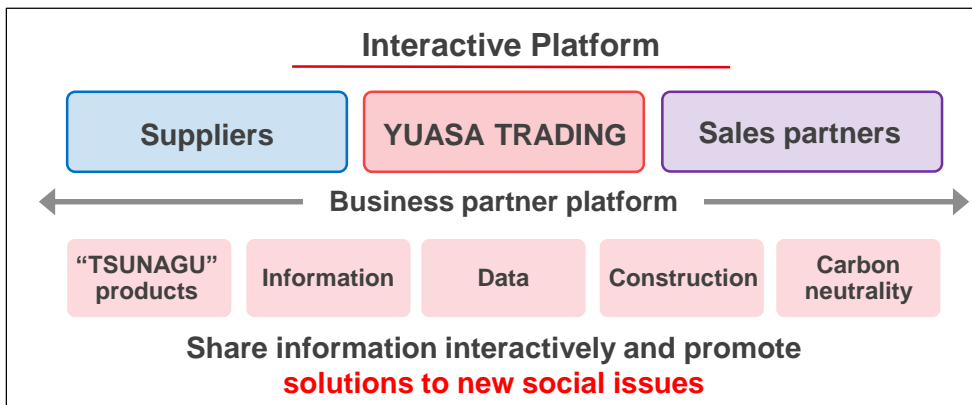 Interactive Platform
Suppliers
YUASA TRADING
Sales partners
Business partner platform
“TSUNAGU”
products
Information
Data
Construction
Carbon
neutrality
Share information interactively and promote
solutions to new social issues